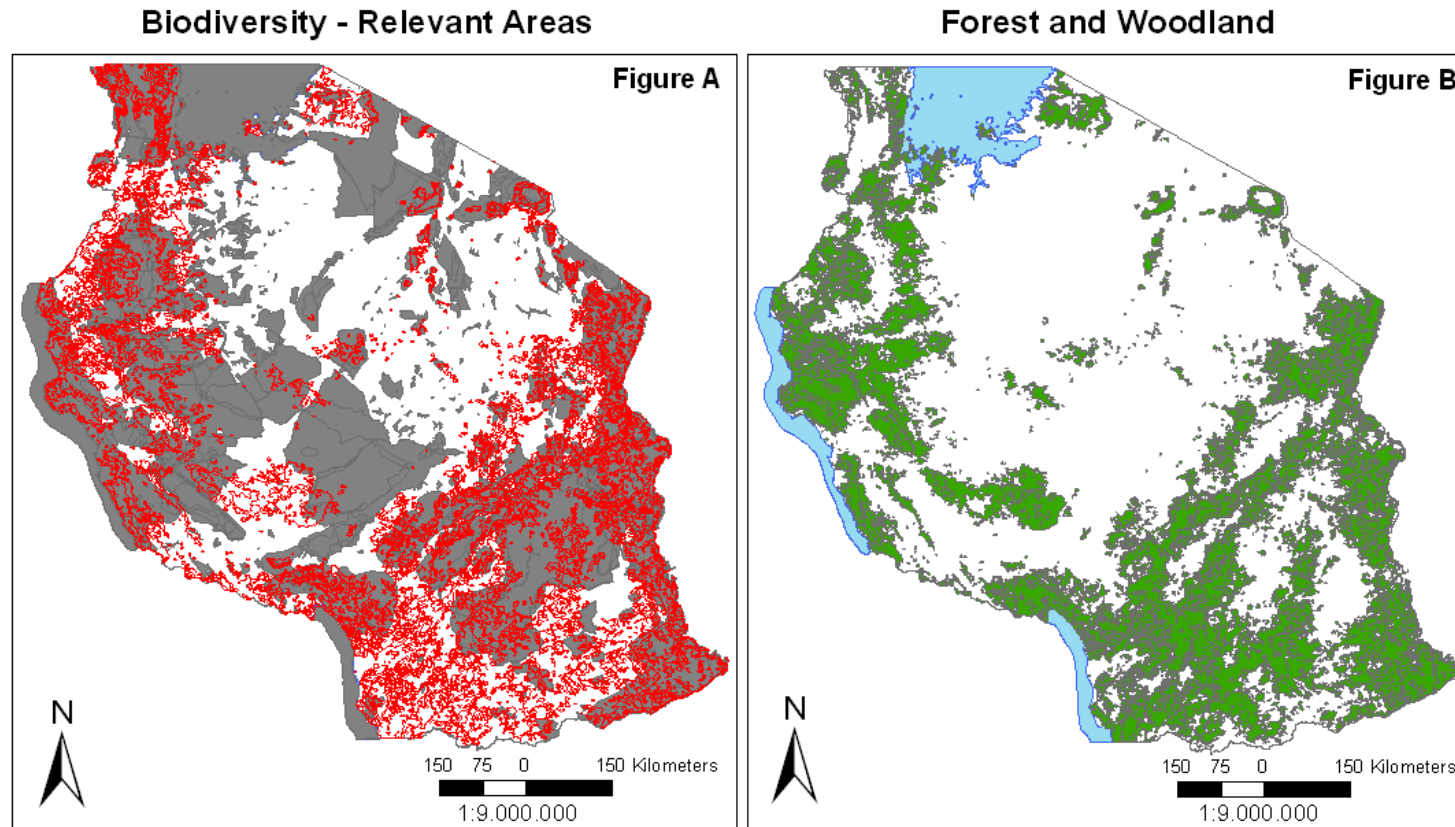 Biodiversity - Relevant Areas
Forest and Woodland
Figure A
Figure B
N
150 75 0 150 Kilometers
1:9.000.000
N
150 75 0 150 Kilometers
1:9.000.000